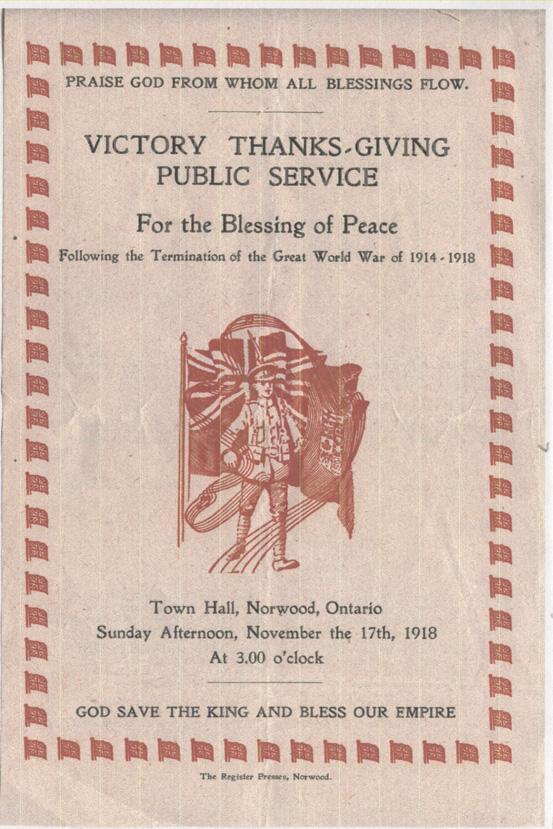 PRAISE GOD FROM WHOM ALL BLESSINGS FLOW.
VICTORY THANKS-GIVING
PUBLIC SERVICE
For the Blessing of Peace
Following the Termination of the Great World War of 1914-1918
Town Hall, Norwood, Ontario
Sunday Afternoon, November the 17th, 1918
At 3.00 o'clock
GOD SAVE THE KING AND BLESS OUR EMPIRE
The Register Presses, Norwood.